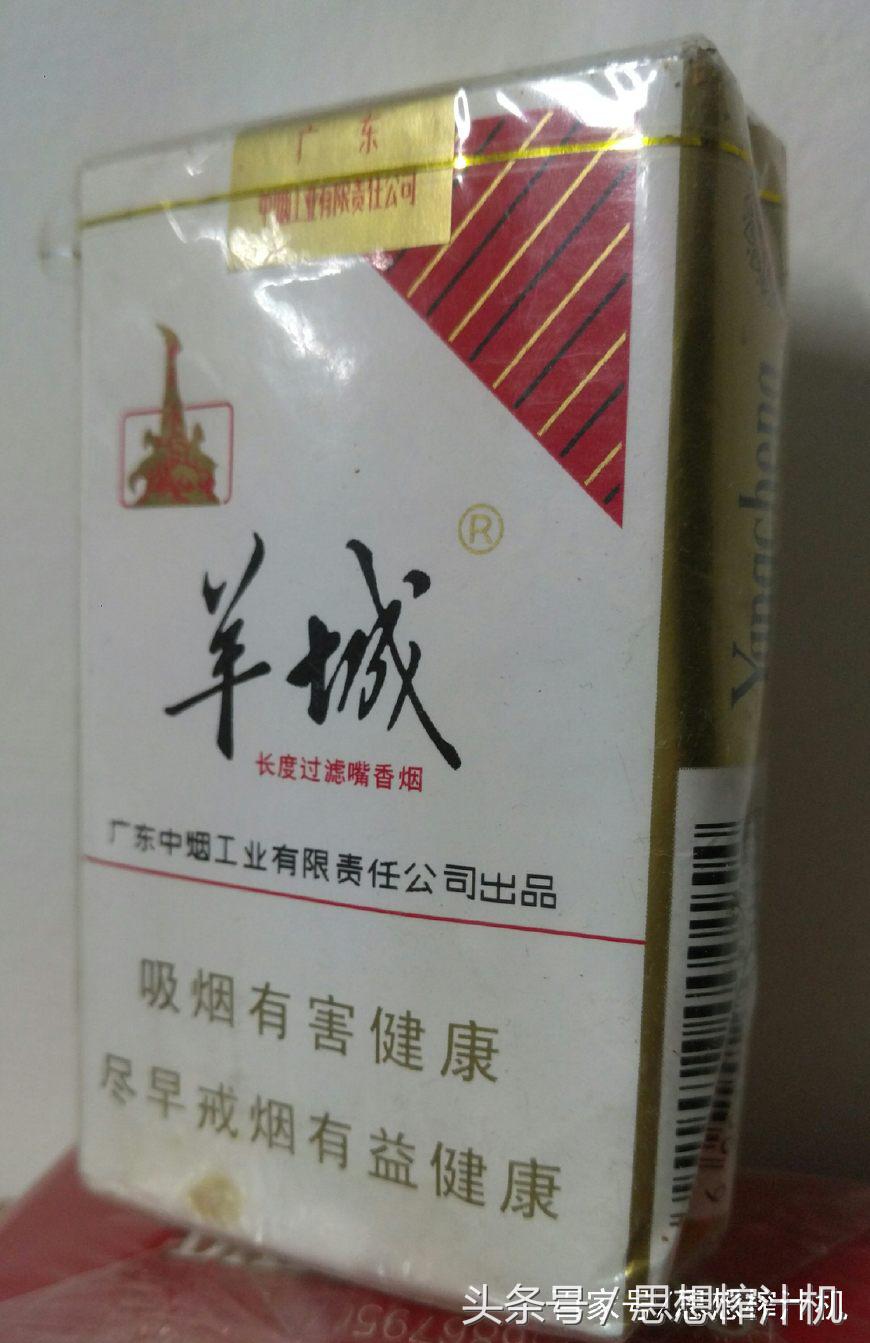 广东
中烟工业有限责任公司
®
羊城
长度过滤嘴香烟
广东中烟工业有限责任公司出品
吸烟有害健康
尽早戒烟有益健康
Yangcheng
头条号 / 思想榨汁机